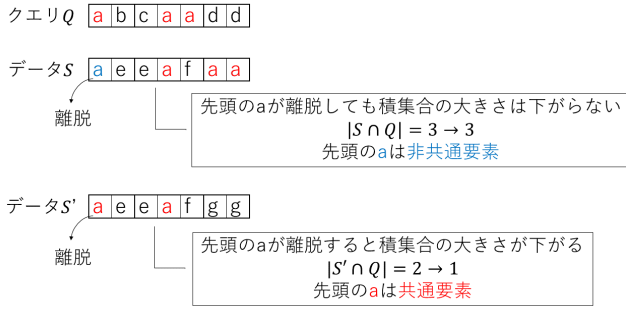 クエリQ a b c a a d d
データS a e e a f a a
離脱
先頭のaが離脱しても積集合の大きさは下がらない
|S ∩ Q| = 3 → 3
先頭のaは非共通要素
データS' a e e a f g g
離脱
先頭のaが離脱すると積集合の大きさが下がる
|S′ ∩ Q| = 2 → 1
先頭のaは共通要素